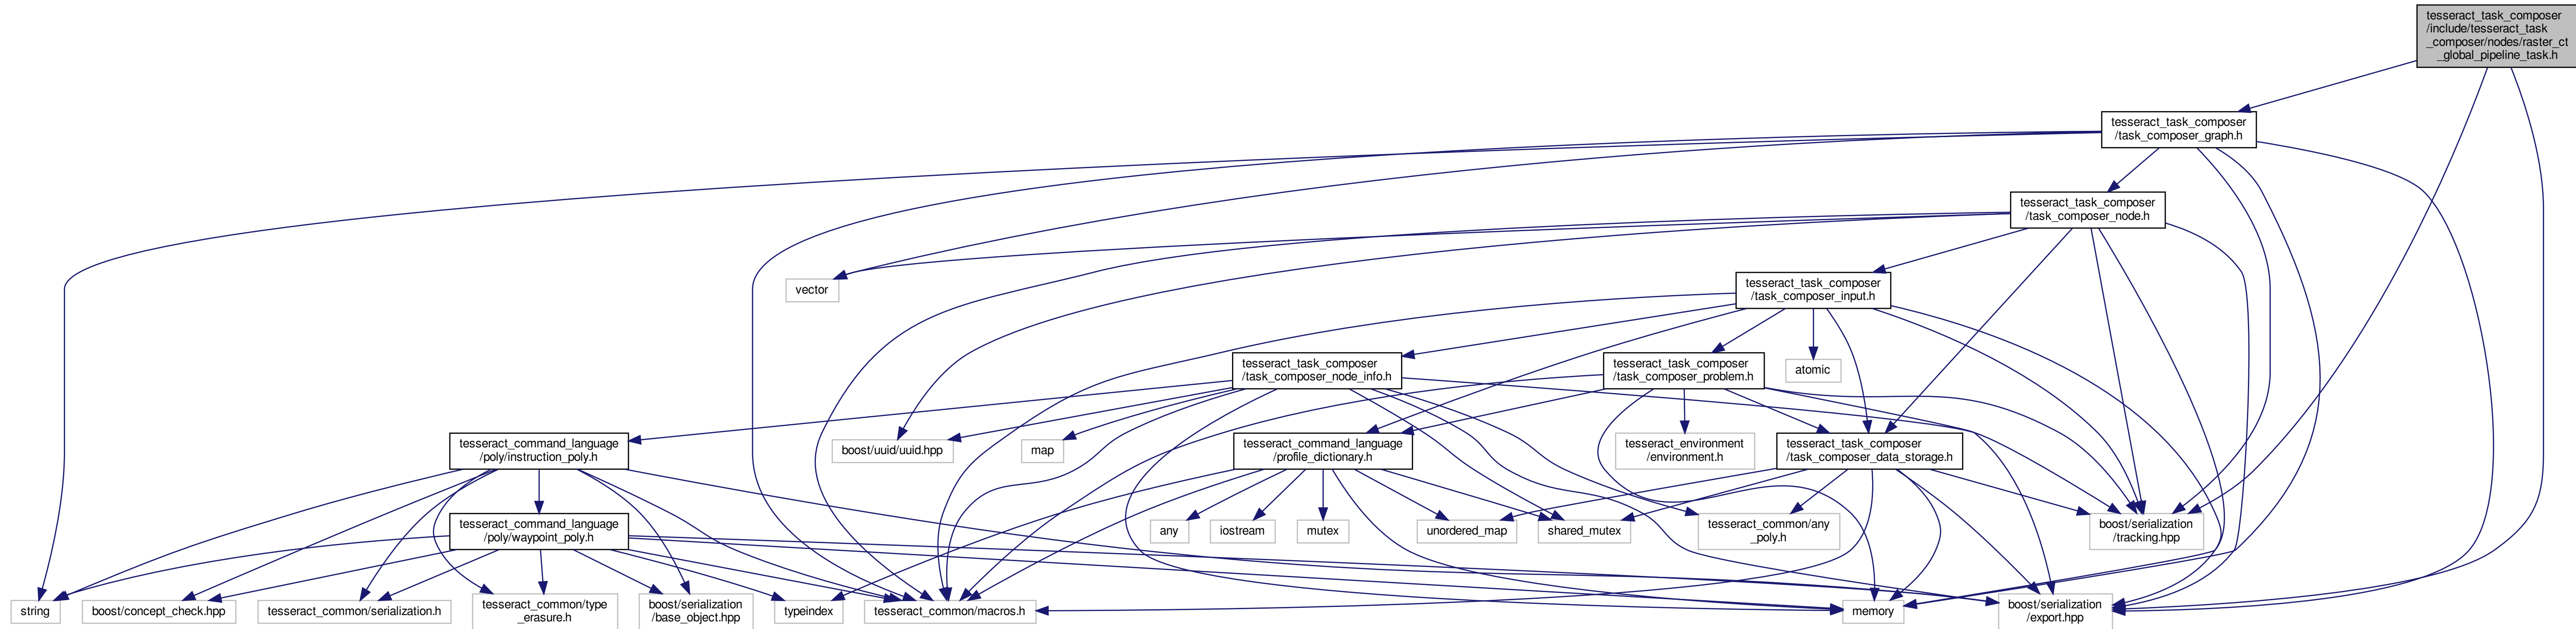 tesseract_task_composer
/include/tesseract_task
_composer/nodes/raster_ct
_global_pipeline_task.h
tesseract_task_composer
/task_composer_graph.h
tesseract_task_composer
/task_composer_node.h
vector
tesseract_task_composer
/task_composer_input.h
tesseract_task_composer
/task_composer_node_info.h
tesseract_task_composer
/task_composer_problem.h
atomic
tesseract_command_language
/poly/instruction_poly.h
boost/uuid/uuid.hpp
map
tesseract_command_language
/profile_dictionary.h
tesseract_environment
/environment.h
tesseract_task_composer
/task_composer_data_storage.h
tesseract_command_language
/poly/waypoint_poly.h
any
iostream
mutex
unordered_map
shared_mutex
tesseract_common/any
_poly.h
boost/serialization
/tracking.hpp
string
boost/concept_check.hpp
tesseract_common/serialization.h
tesseract_common/type
_erasure.h
boost/serialization
/base_object.hpp
typeindex
tesseract_common/macros.h
memory
boost/serialization
/export.hpp